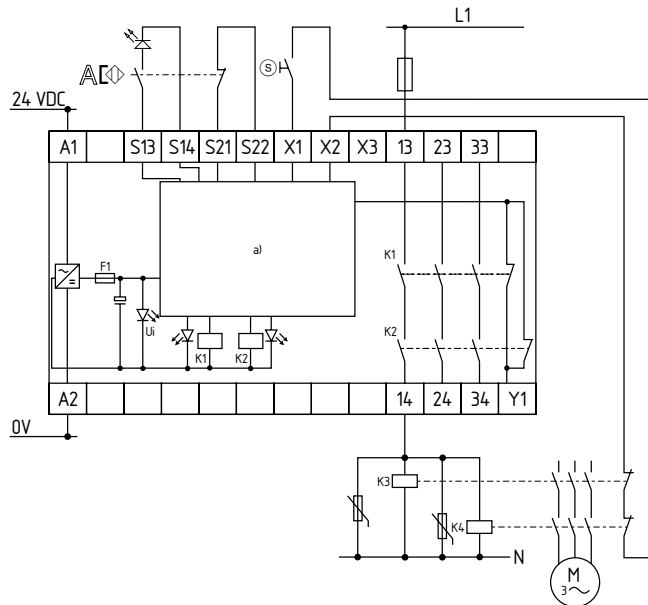 L1
S
A
24 VDC
A1 S13 S14 S21 S22 X1 X2 X3 13 23 33
a)
K1
F1
Ui
K1 K2
K2
A2 14 24 34 Y1
0V
K3
K4
N
M
3